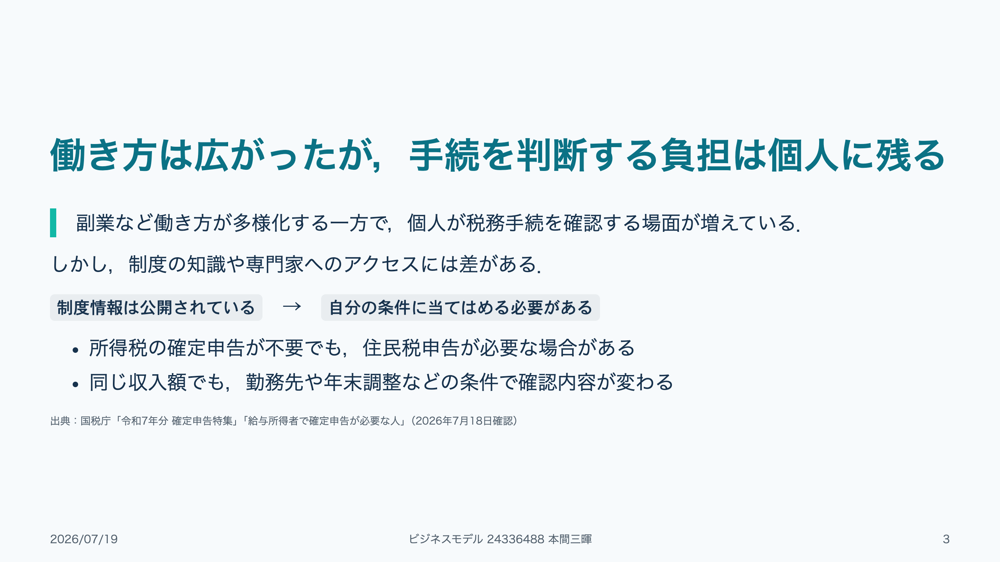 働き方は広がったが，手続を判断する負担は個人に残る
副業など働き方が多様化する一方で，個人が税務手続を確認する場面が増えている．
しかし，制度の知識や専門家へのアクセスには差がある．
制度情報は公開されている → 自分の条件に当てはめる必要がある
• 所得税の確定申告が不要でも，住民税申告が必要な場合がある
• 同じ収入額でも，勤務先や年末調整などの条件で確認内容が変わる
出典：国税庁「令和7年分 確定申告特集」「給与所得者で確定申告が必要な人」（2026年7月18日確認）
2026/07/19 ビジネスモデル 24336488 本間三暉 3